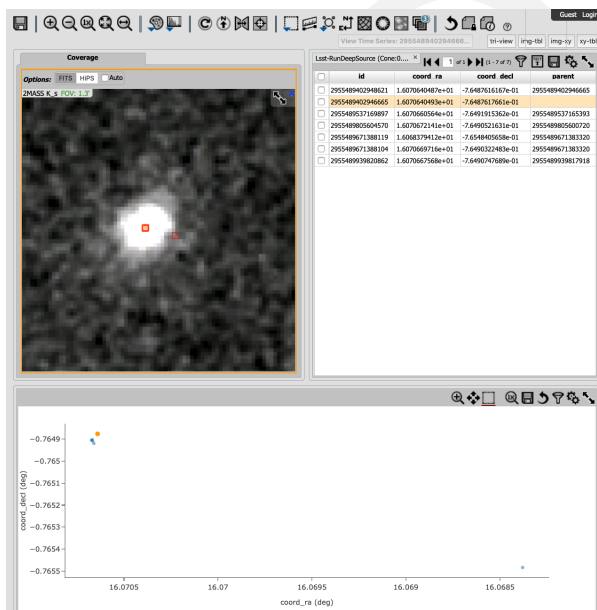 Guest Login
View Time Series: 295548940294666...
tri-view img-tbl img-xy xy-tbl
Coverage
Options: FITS HiPS Auto
2MASS K_s FOV: 1.3'
Lsst-RunDeepSource (Cone:0.... × 1 of 1 (1 - 7 of 7)
id coord_ra coord_decl parent
2955489402948621 1.6070640487e+01 -7.6487616167e-01 2955489402946665
2955489402946665 1.6070640493e+01 -7.6487617661e-01
2955489537169897 1.6070660564e+01 -7.6491915362e-01 2955489537165393
2955489805604570 1.6070672141e+01 -7.6490521631e-01 2955489805600720
2955489671388119 1.6068379412e+01 -7.6548405658e-01 2955489671383320
2955489671388104 1.6070669716e+01 -7.6490322483e-01 2955489671383320
2955489939820862 1.6070667568e+01 -7.6490747689e-01 2955489939817918
−0.7649
−0.765
−0.7651
−0.7652
−0.7653
−0.7654
−0.7655
coord_decl (deg)
16.0705 16.07 16.0695 16.069 16.0685
coord_ra (deg)